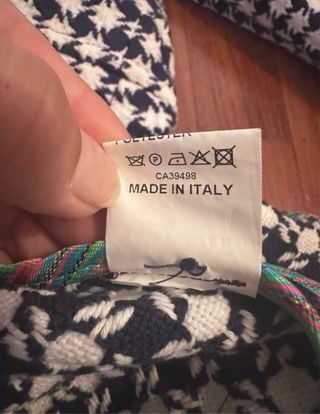 POLYESTER
P
CA39498
MADE IN ITALY